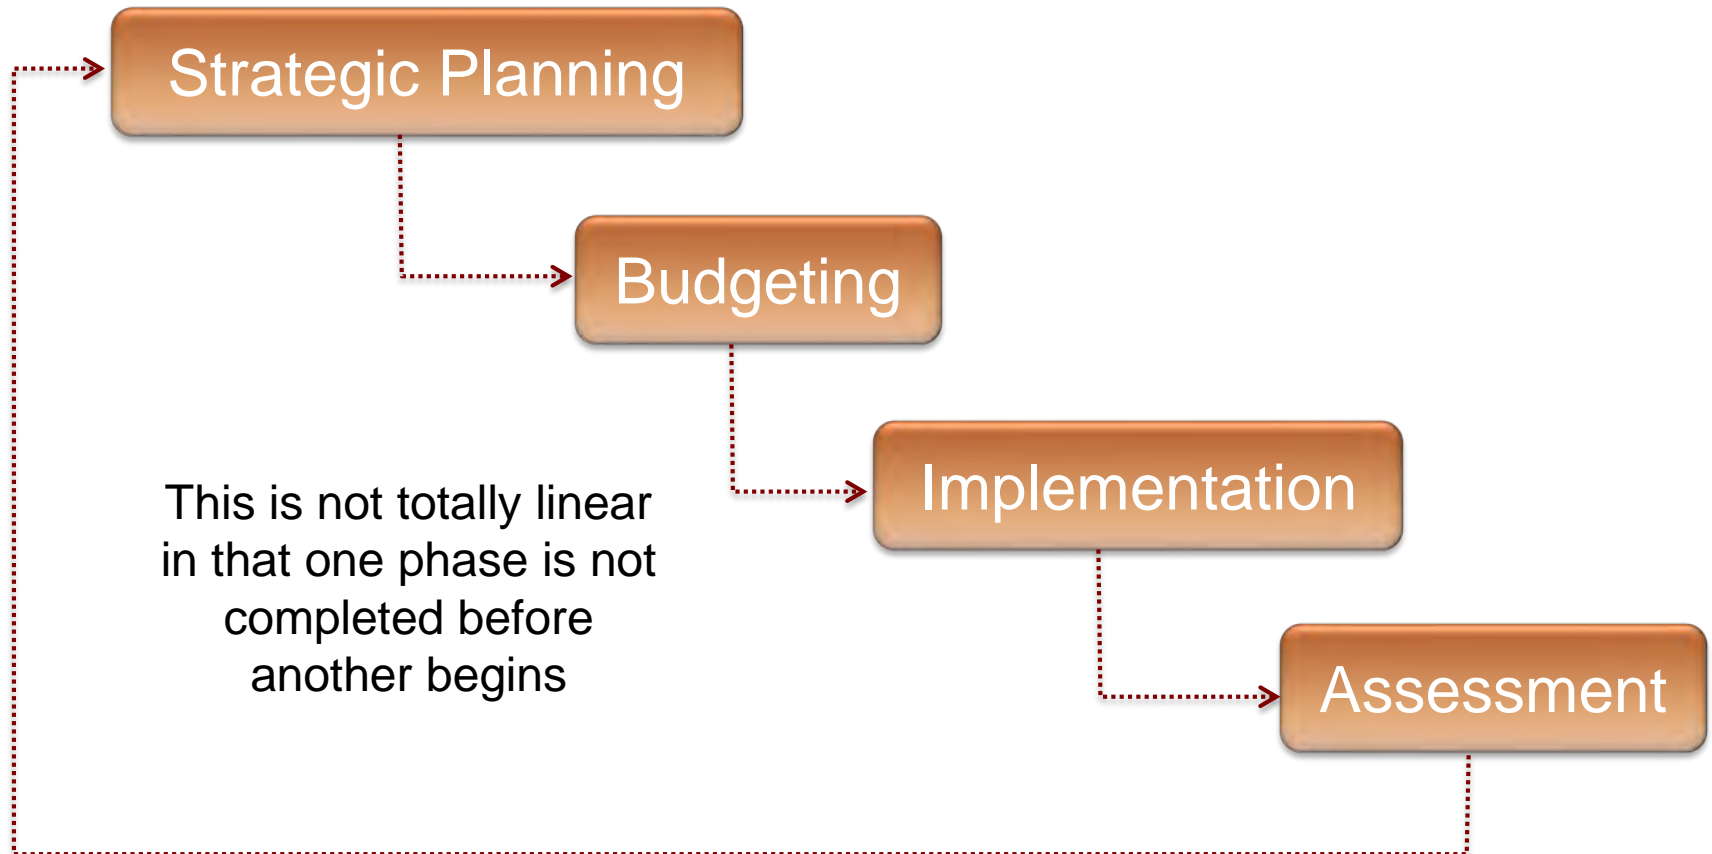 Strategic Planning
Budgeting
Implementation
This is not totally linear
in that one phase is not
completed before
another begins
Assessment